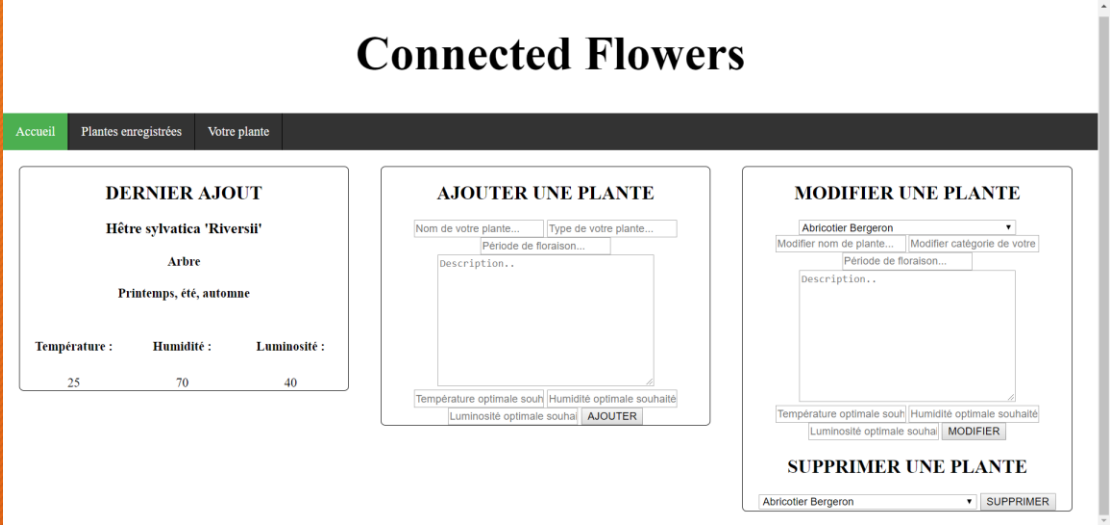 Connected Flowers
Accueil Plantes enregistrées Votre plante
DERNIER AJOUT
Hêtre sylvatica 'Riversii'
Arbre
Printemps, été, automne
Température : Humidité : Luminosité :
25 70 40
AJOUTER UNE PLANTE
Nom de votre plante... Type de votre plante...
Période de floraison...
Description..
Température optimale souh Humidité optimale souhaité
Luminosité optimale souhai AJOUTER
MODIFIER UNE PLANTE
Abricotier Bergeron
Modifier nom de plante... Modifier catégorie de votre
Période de floraison...
Description..
Température optimale souh Humidité optimale souhaité
Luminosité optimale souhai MODIFIER
SUPPRIMER UNE PLANTE
Abricotier Bergeron SUPPRIMER